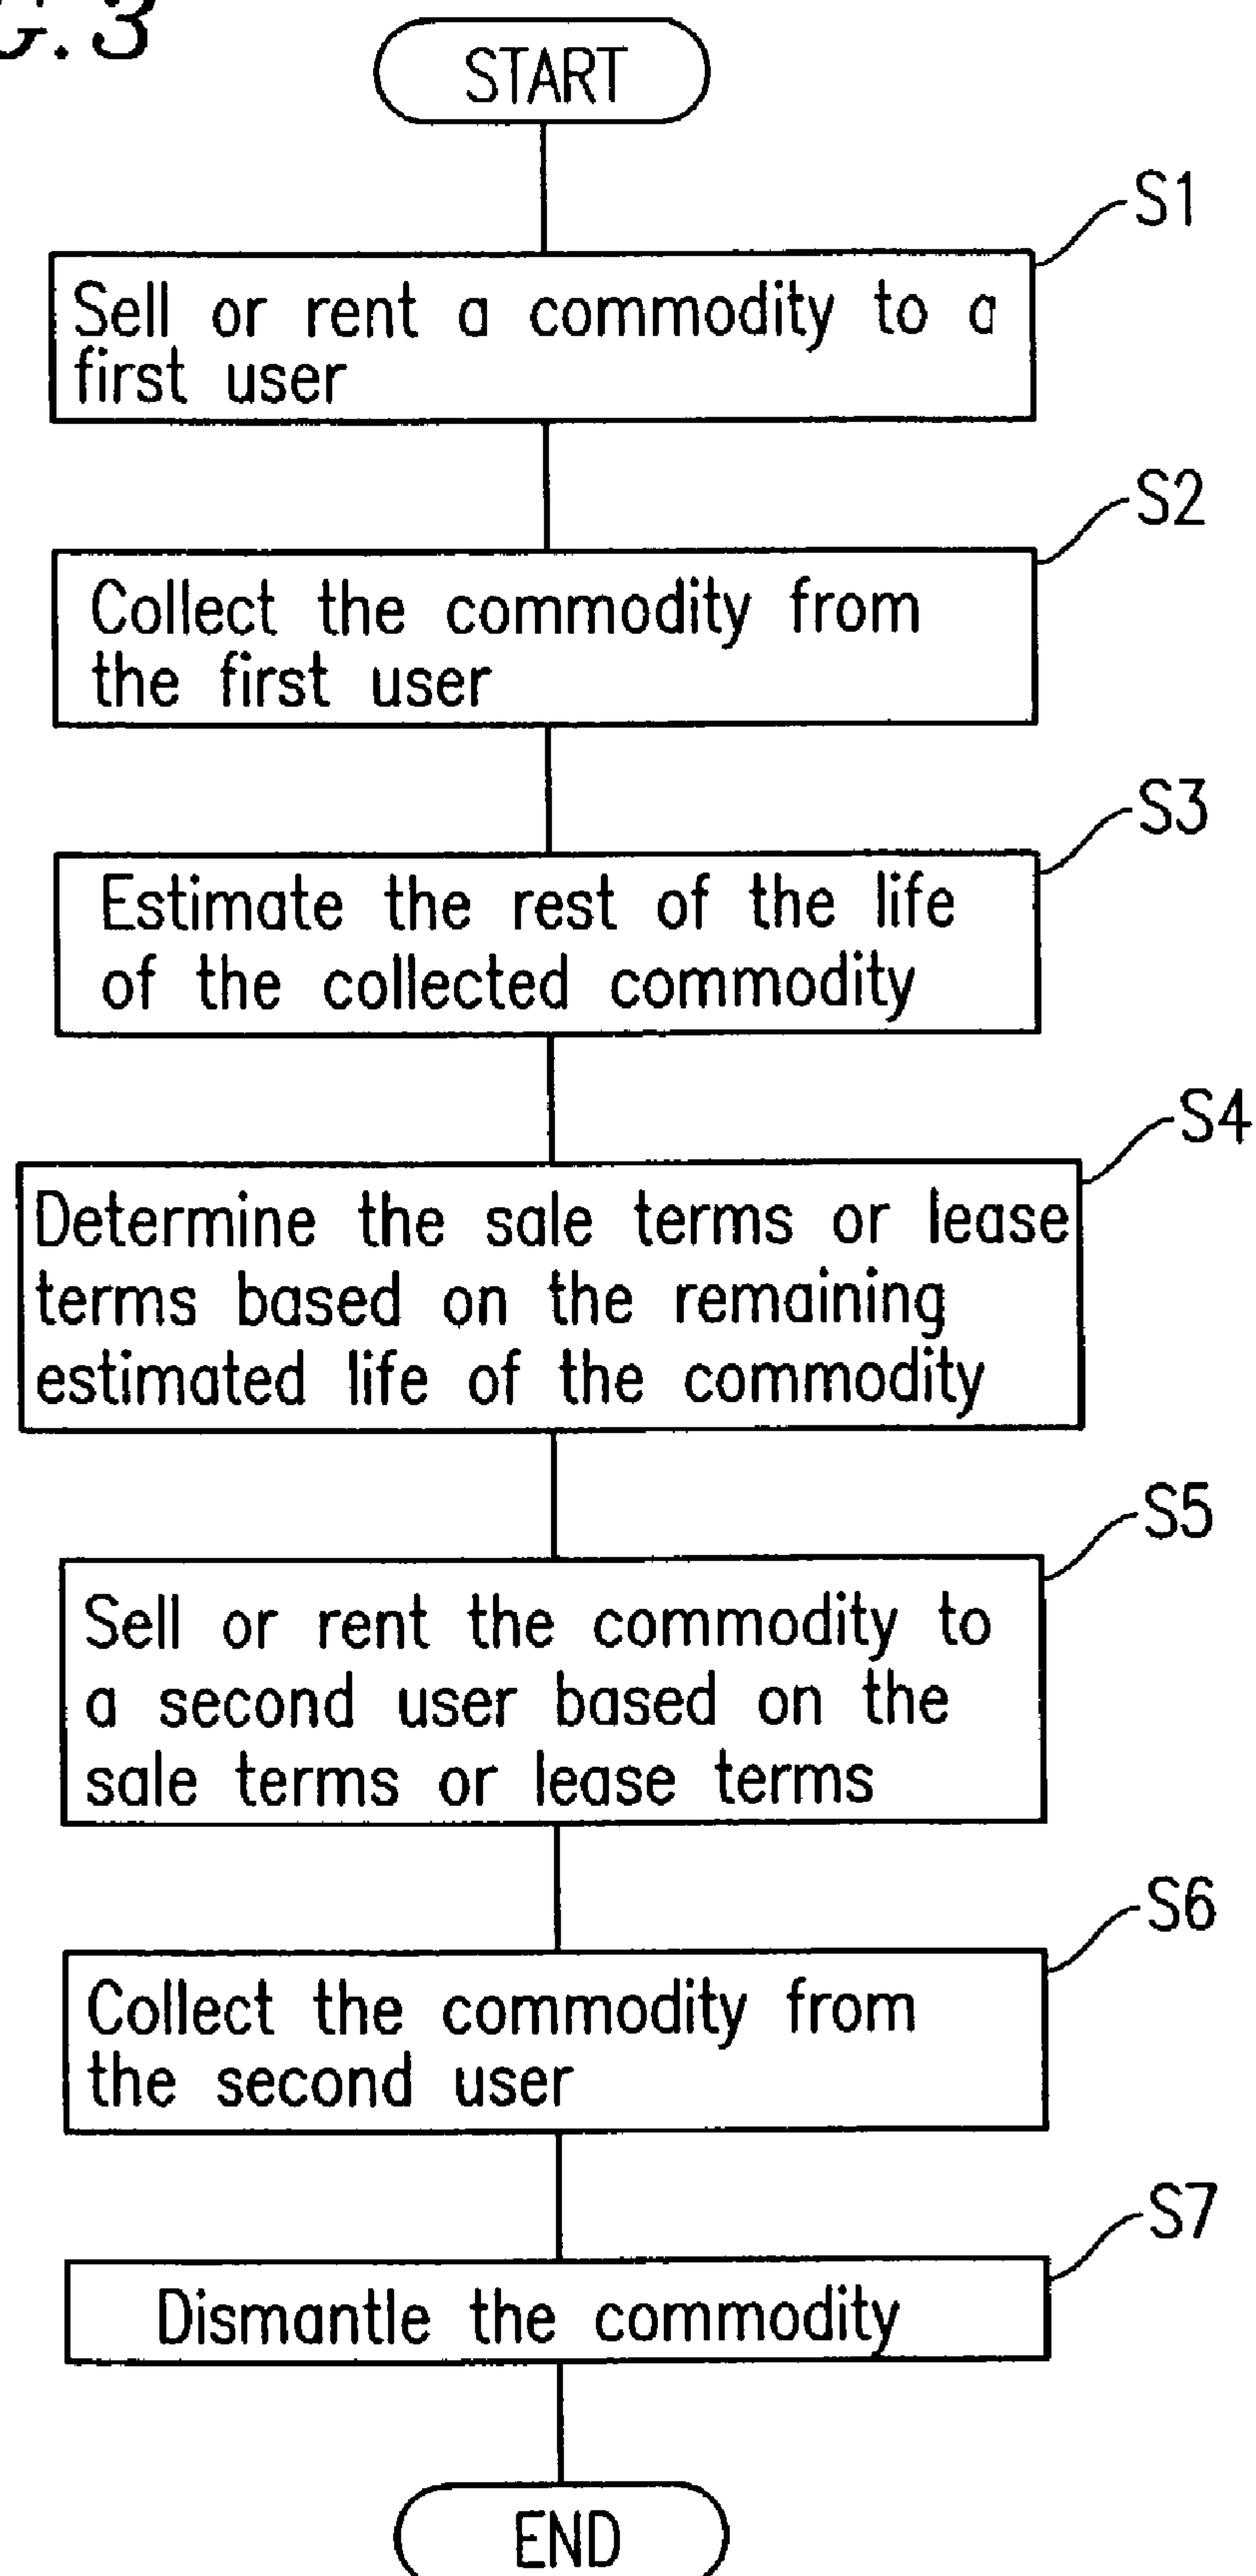 G.3
START
S1
Sell or rent a commodity to a
first user
S2
Collect the commodity from
the first user
S3
Estimate the rest of the life
of the collected commodity
S4
Determine the sale terms or lease
terms based on the remaining
estimated life of the commodity
S5
Sell or rent the commodity to
a second user based on the
sale terms or lease terms
S6
Collect the commodity from
the second user
S7
Dismantle the commodity
END